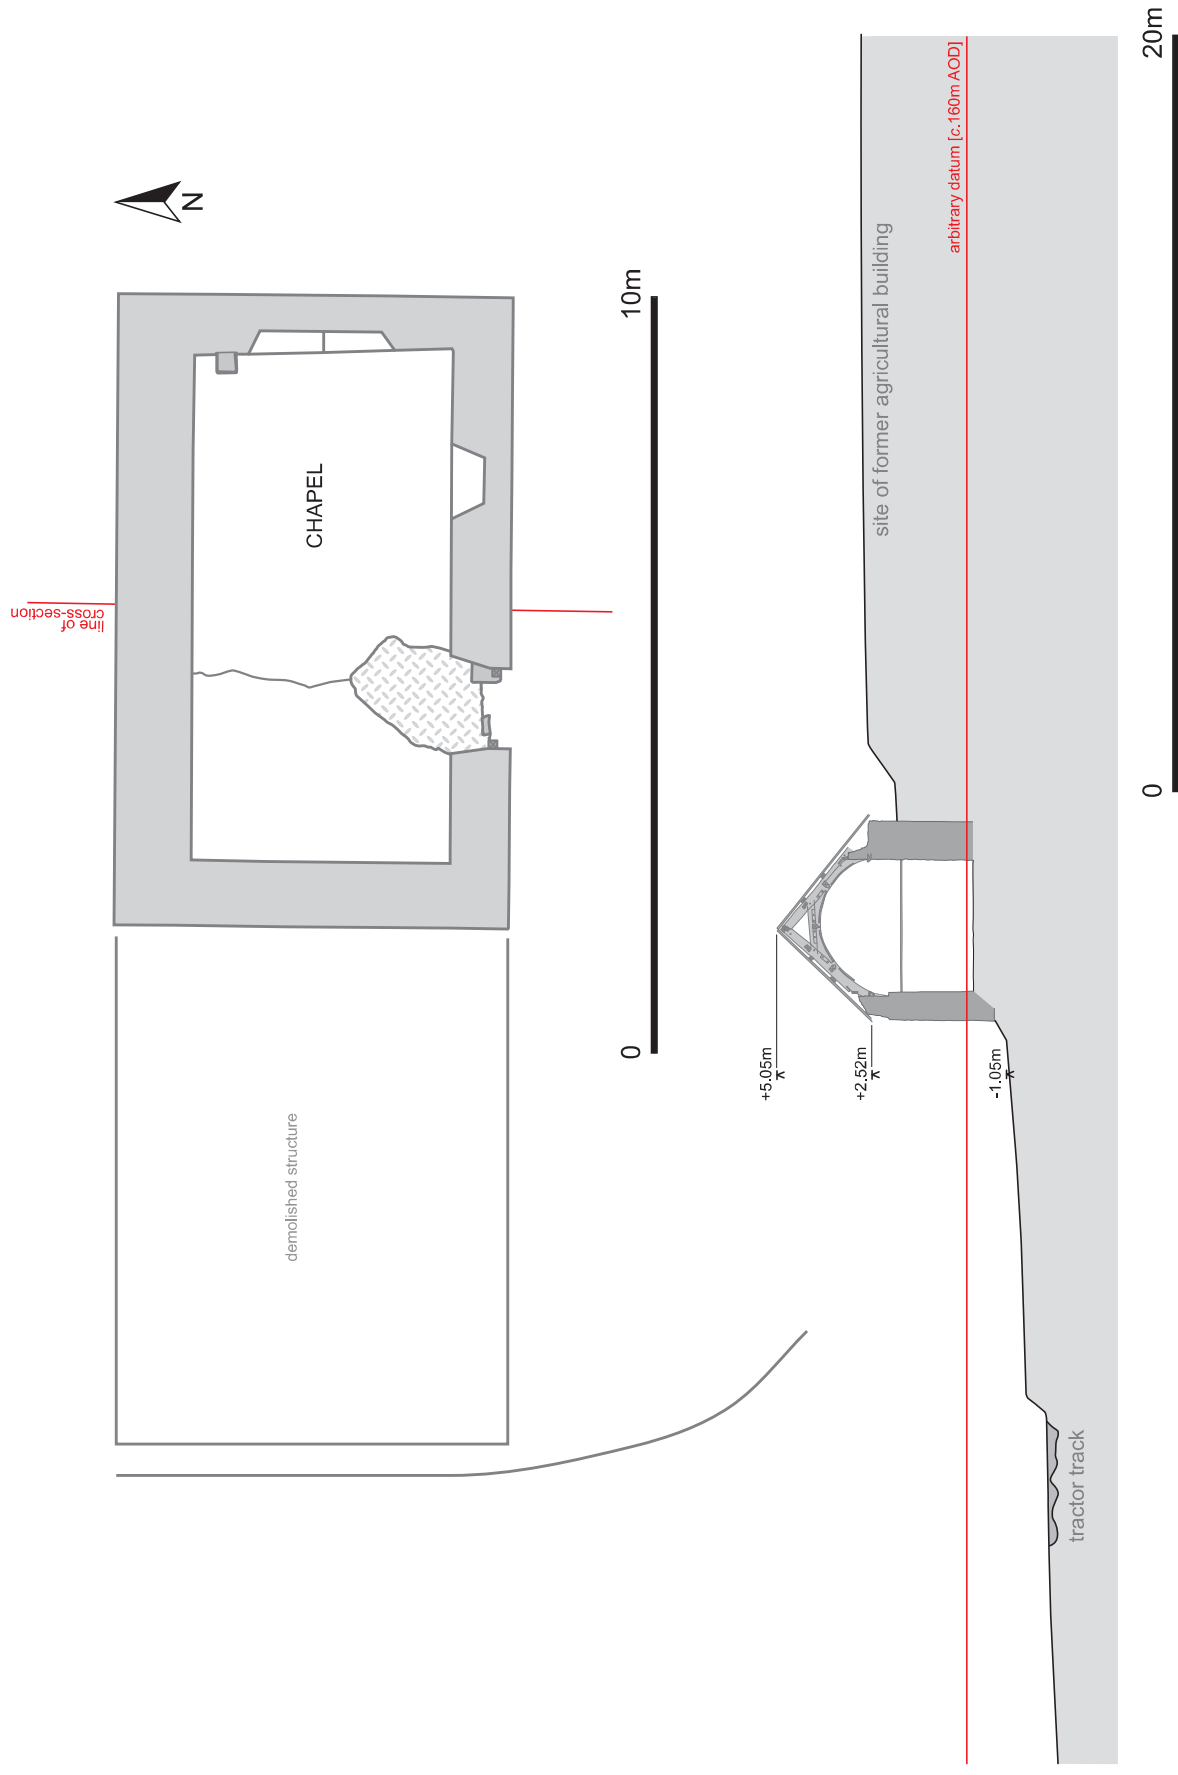 N
line of
cross-section
CHAPEL
demolished structure
0
10m
+5.05m
+2.52m
-1.05m
site of former agricultural building
arbitrary datum [c.160m AOD]
tractor track
0
20m